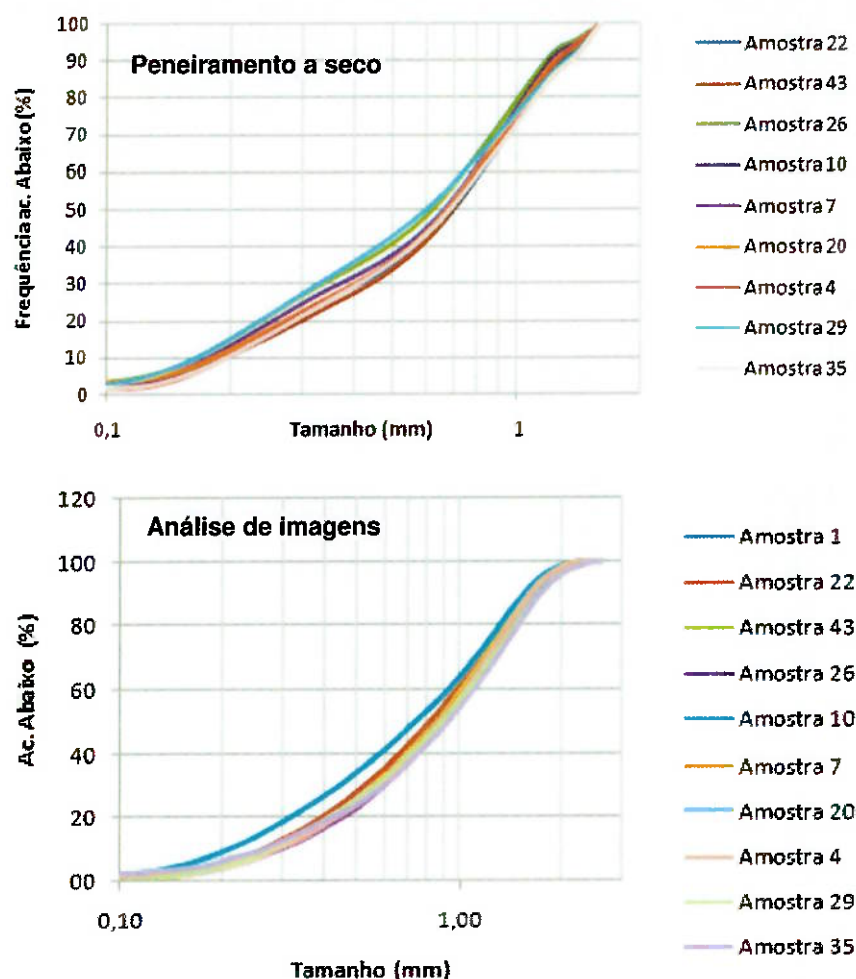 Peneiramento a seco
Frequência ac. Abaixo (%)
100
90
80
70
60
50
40
30
20
10
0
0,1
Tamanho (mm)
1
Amostra 22
Amostra 43
Amostra 26
Amostra 10
Amostra 7
Amostra 20
Amostra 4
Amostra 29
Amostra 35
Análise de imagens
Ac. Abaixo (%)
120
100
80
60
40
20
00
0,10
1,00
Tamanho (mm)
Amostra 1
Amostra 22
Amostra 43
Amostra 26
Amostra 10
Amostra 7
Amostra 20
Amostra 4
Amostra 29
Amostra 35